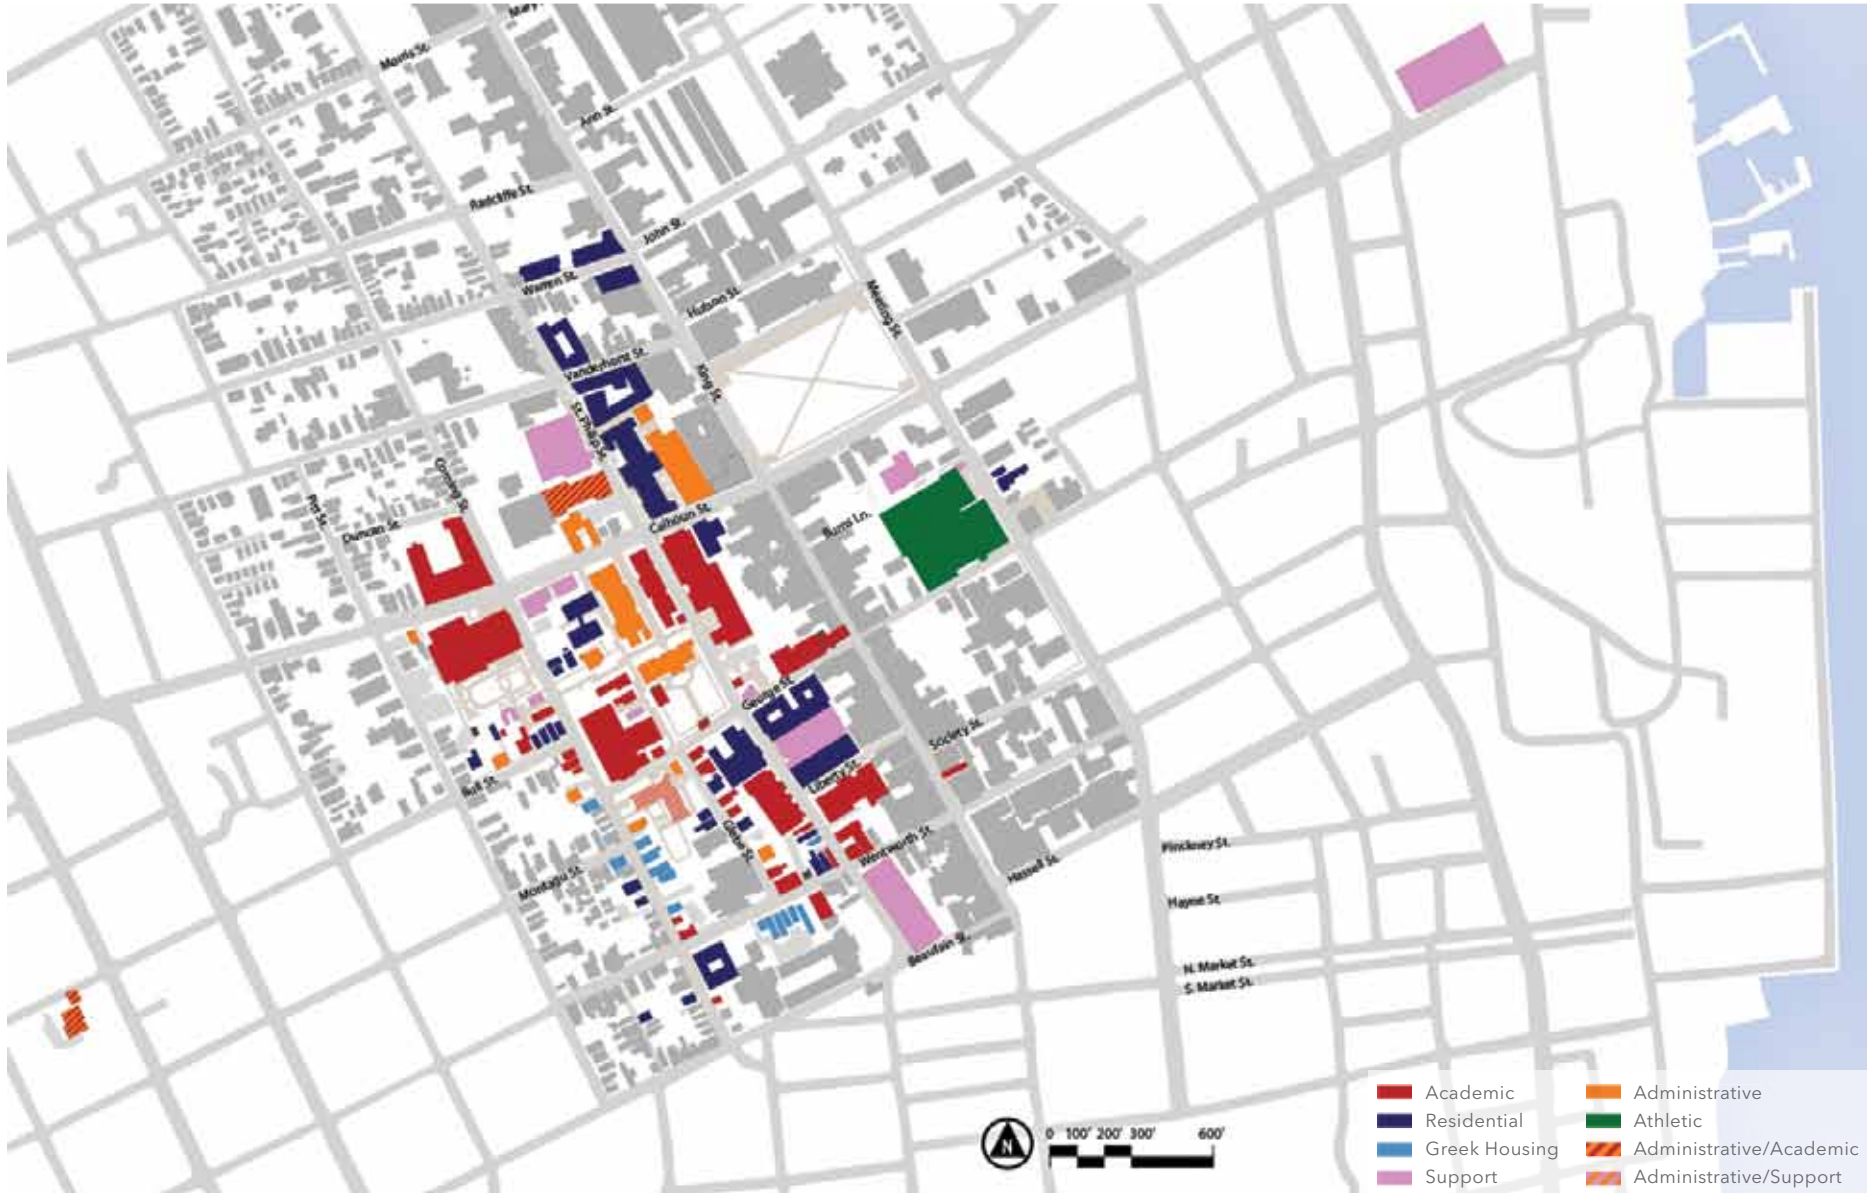 Mary
Morris St.
Ann St.
Radcliffe St.
John St.
Warren St.
Hutson St.
Meeting St.
Vanderhorst St.
King St.
St. Philip St.
Coming St.
Pitt St.
Duncan St.
Calhoun St.
Burns Ln.
George St.
Society St.
Bull St.
Liberty St.
Glebe St.
Wentworth St.
Montagu St.
Hassell St.
Pinckney St.
Hayne St.
Beaufain St.
N. Market St.
S. Market St.
N
0 100' 200' 300' 600'
Academic
Residential
Greek Housing
Support
Administrative
Athletic
Administrative/Academic
Administrative/Support